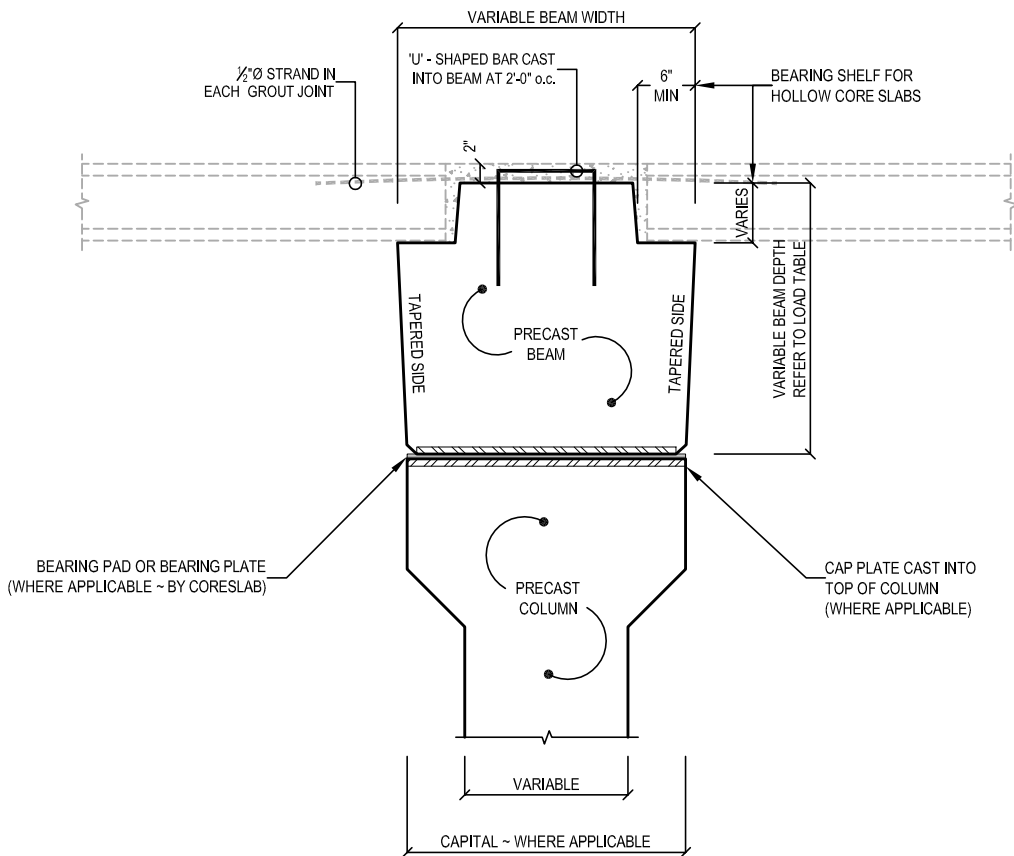 VARIABLE BEAM WIDTH
½"Ø STRAND IN
EACH GROUT JOINT
'U' - SHAPED BAR CAST
INTO BEAM AT 2'-0" o.c.
6"
MIN
BEARING SHELF FOR
HOLLOW CORE SLABS
2"
VARIES
VARIABLE BEAM DEPTH
REFER TO LOAD TABLE
TAPERED SIDE
PRECAST
BEAM
TAPERED SIDE
BEARING PAD OR BEARING PLATE
(WHERE APPLICABLE ~ BY CORESLAB)
PRECAST
COLUMN
CAP PLATE CAST INTO
TOP OF COLUMN
(WHERE APPLICABLE)
VARIABLE
CAPITAL ~ WHERE APPLICABLE